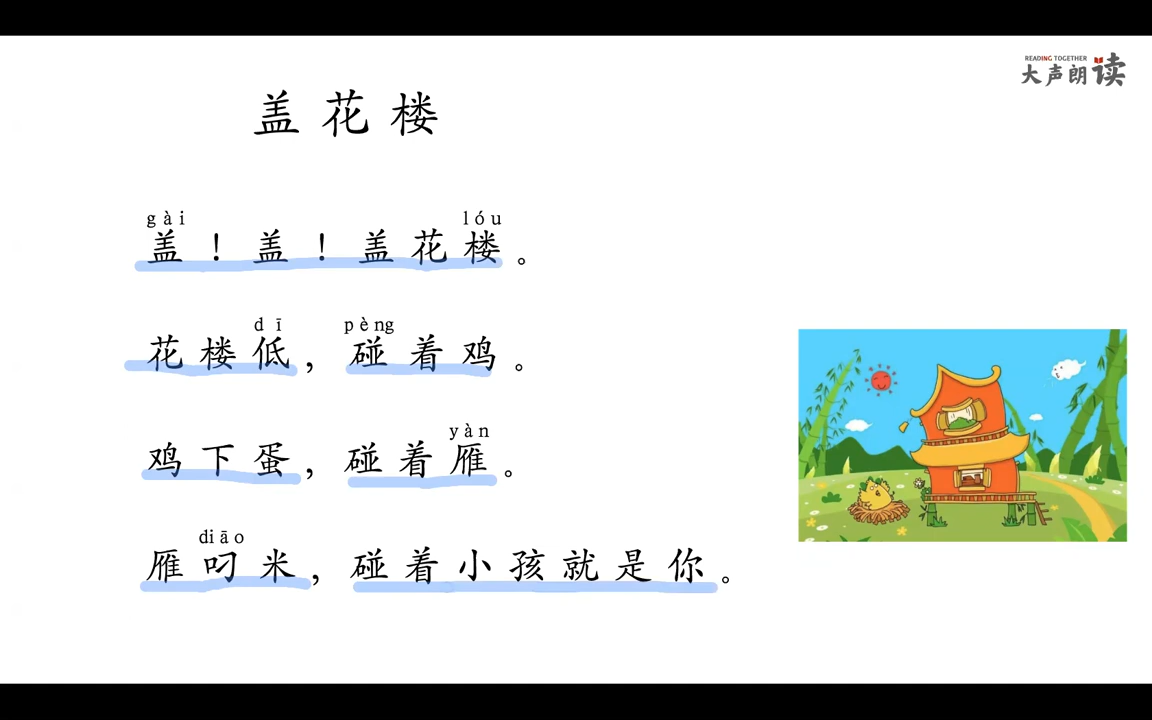 READING TOGETHER
大声朗读
盖花楼
gài lóu
盖！盖！盖花楼。
dī pèng
花楼低，碰着鸡。
yàn
鸡下蛋，碰着雁。
diāo
雁叼米，碰着小孩就是你。